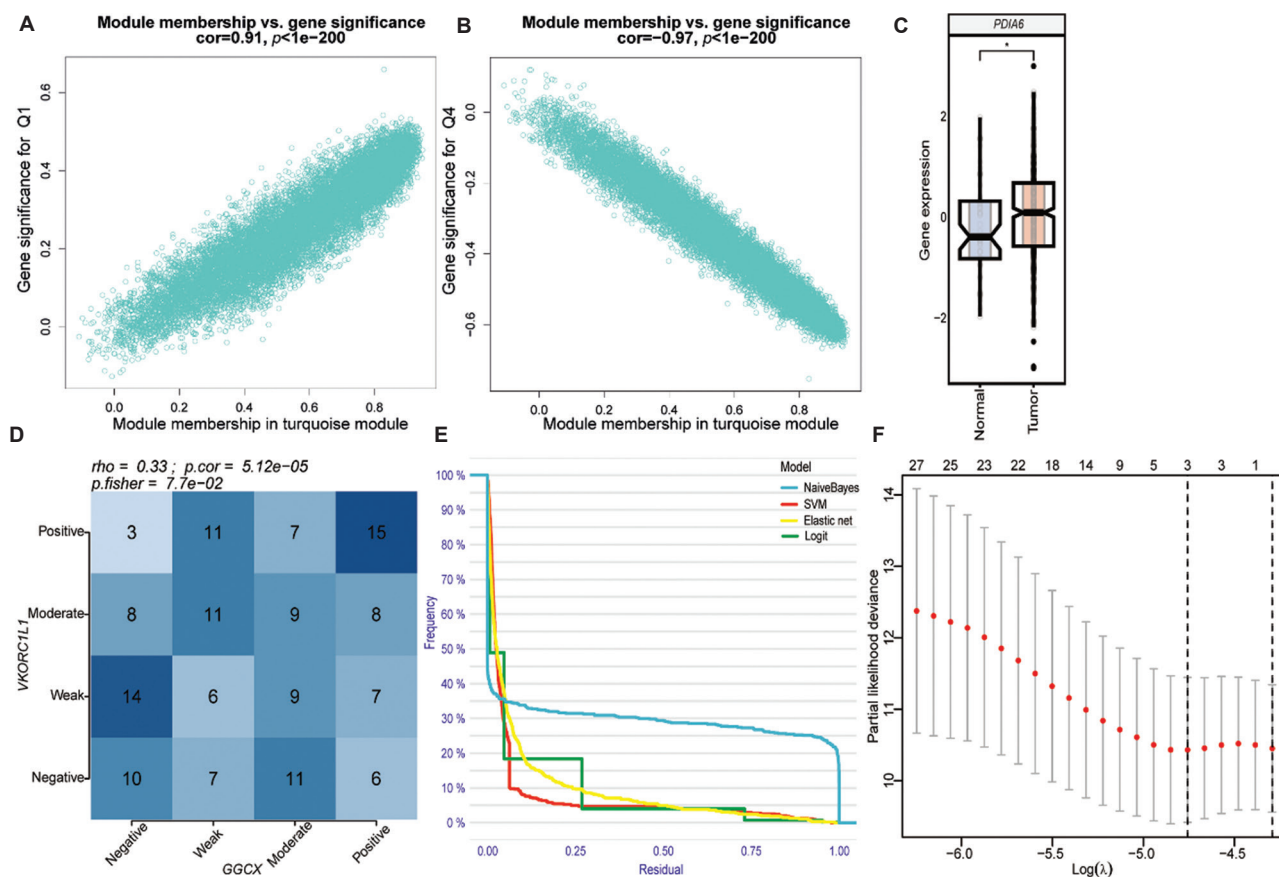 A
Module membership vs. gene significance
cor=0.91, p<1e−200
Gene significance for Q1
0.6
0.4
0.2
0.0
0.0 0.2 0.4 0.6 0.8
Module membership in turquoise module
B
Module membership vs. gene significance
cor=−0.97, p<1e−200
Gene significance for Q4
0.0
−0.2
−0.4
−0.6
0.0 0.2 0.4 0.6 0.8
Module membership in turquoise module
C
PDIA6
*
Gene expression
2
0
−2
Normal
Tumor
D
rho = 0.33 ; p.cor = 5.12e−05
p.fisher = 7.7e−02
VKORC1L1
Positive 3 11 7 15
Moderate 8 11 9 8
Weak 14 6 9 7
Negative 10 7 11 6
Negative Weak Moderate Positive
GGCX
E
Model
NaiveBayes
SVM
Elastic net
Logit
Frequency
100 %
90 %
80 %
70 %
60 %
50 %
40 %
30 %
20 %
10 %
0 %
0.00 0.25 0.50 0.75 1.00
Residual
F
27 25 23 22 18 14 9 5 3 3 1
Partial likelihood deviance
14
13
12
11
10
−6.0 −5.5 −5.0 −4.5
Log(λ)